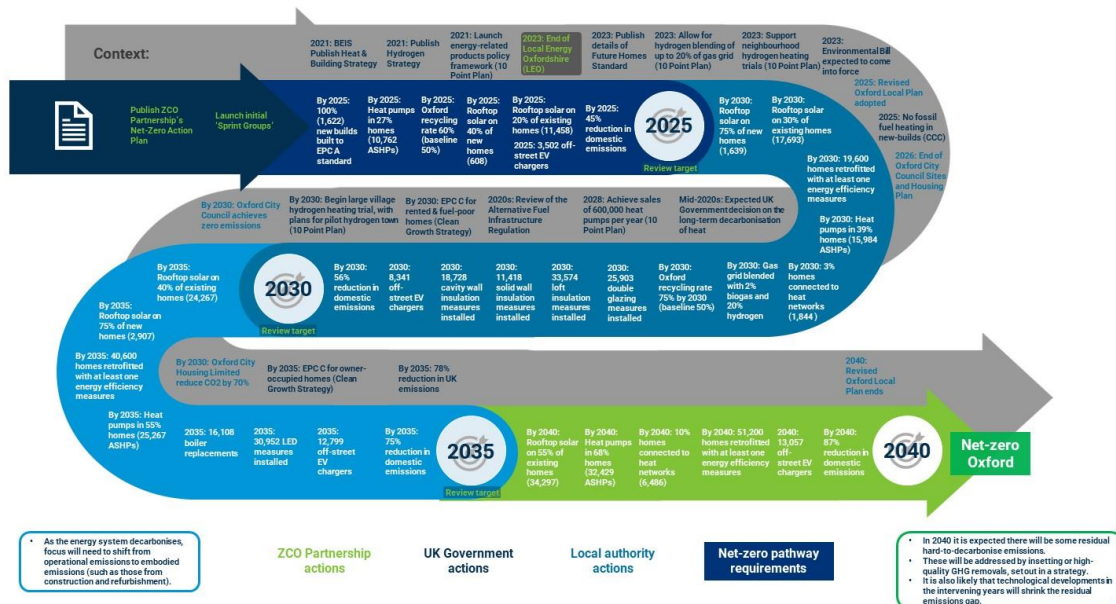 Context:
2021: BEIS
Publish Heat &
Building Strategy
2021: Publish
Hydrogen
Strategy
2021: Launch
energy-related
products policy
framework (10
Point Plan)
2023: End of
Local Energy
Oxfordshire
(LEO)
2023: Publish
details of
Future Homes
Standard
2023: Allow for
hydrogen blending of
up to 20% of gas grid
(10 Point Plan)
2023: Support
neighbourhood
hydrogen heating
trials (10 Point Plan)
2023:
Environmental Bill
expected to come
into force
2025: Revised
Oxford Local Plan
adopted
2025: No fossil
fuel heating in
new-builds (CCC)
2026: End of
Oxford City
Council Sites
and Housing
Plan
Publish ZCO
Partnership's
Net-Zero Action
Plan
Launch initial
'Sprint Groups'
By 2025:
100%
(1,622)
new builds
built to
EPC A
standard
By 2025:
Heat pumps
in 27%
homes
(10,762
ASHPs)
By 2025:
Oxford
recycling
rate 60%
(baseline
50%)
By 2025:
Rooftop
solar on
40% of
new
homes
(608)
By 2025:
Rooftop solar on
20% of existing
homes (11,458)
2025: 3,502 off-
street EV
chargers
By 2025:
45%
reduction in
domestic
emissions
2025
Review target
By 2030:
Rooftop
solar on
75% of new
homes
(1,639)
By 2030:
Rooftop solar
on 30% of
existing homes
(17,693)
By 2030: 19,600
homes retrofitted
with at least one
energy efficiency
measures
By 2030: Heat
pumps in 39%
homes (15,984
ASHPs)
By 2030: Oxford City
Council achieves
zero emissions
By 2030: Begin large village
hydrogen heating trial, with
plans for pilot hydrogen town
(10 Point Plan)
By 2030: EPC C for
rented & fuel-poor homes
(Clean Growth Strategy)
2020s: Review of the
Alternative Fuel
Infrastructure
Regulation
2028: Achieve sales
of 600,000 heat
pumps per year (10
Point Plan)
Mid-2020s: Expected UK
Government decision on the
long-term decarbonisation
of heat
By 2035:
Rooftop solar on
40% of existing
homes (24,267)
2030
Review target
By 2030:
56%
reduction in
domestic
emissions
2030:
8,341
off-
street EV
chargers
2030:
18,728
cavity wall
insulation
measures
installed
2030:
11,418
solid wall
insulation
measures
installed
2030:
33,574
loft
insulation
measures
installed
2030:
25,903
double
glazing
measures
installed
By 2030:
Oxford
recycling rate
75% by 2030
(baseline 50%)
By 2030: Gas
grid blended
with 2%
biogas and
20%
hydrogen
By 2030: 3%
homes
connected to
heat
networks
(1,844 )
By 2035:
Rooftop solar on
75% of new
homes (2,907)
By 2035: 40,600
homes retrofitted
with at least one
energy efficiency
measures
By 2030: Oxford City
Housing Limited
reduce CO2 by 70%
By 2035: EPC C for owner-
occupied homes (Clean
Growth Strategy)
By 2035: 78%
reduction in UK
emissions
2040:
Revised
Oxford Local
Plan ends
By 2035: Heat
pumps in 55%
homes (25,267
ASHPs)
2035: 16,108
boiler
replacements
2035:
30,952 LED
measures
installed
2035:
12,799
off-street
EV
chargers
By 2035:
75%
reduction in
domestic
emissions
2035
Review target
By 2040:
Rooftop solar
on 55% of
existing
homes
(34,297)
By 2040:
Heat pumps
in 68%
homes
(32,429
ASHPs)
By 2040: 10%
homes
connected to
heat
networks
(6,486)
By 2040: 51,200
homes retrofitted
with at least one
energy efficiency
measures
2040:
13,057
off-
street EV
chargers
By 2040:
87%
reduction in
domestic
emissions
2040
Net-zero
Oxford
• As the energy system decarbonises,
focus will need to shift from
operational emissions to embodied
emissions (such as those from
construction and refurbishment).
ZCO Partnership
actions
UK Government
actions
Local authority
actions
Net-zero pathway
requirements
• In 2040 it is expected there will be some residual
hard-to-decarbonise emissions.
• These will be addressed by insetting or high-
quality GHG removals, set out in a strategy.
• It is also likely that technological developments in
the intervening years will shrink the residual
emissions gap.